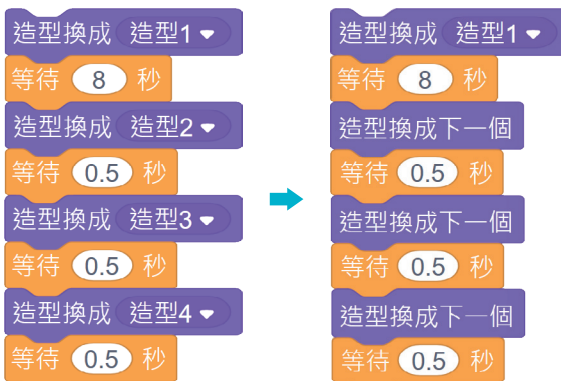 造型換成 造型1
等待 8 秒
造型換成 造型2
等待 0.5 秒
造型換成 造型3
等待 0.5 秒
造型換成 造型4
等待 0.5 秒
造型換成 造型1
等待 8 秒
造型換成下一個
等待 0.5 秒
造型換成下一個
等待 0.5 秒
造型換成下一個
等待 0.5 秒